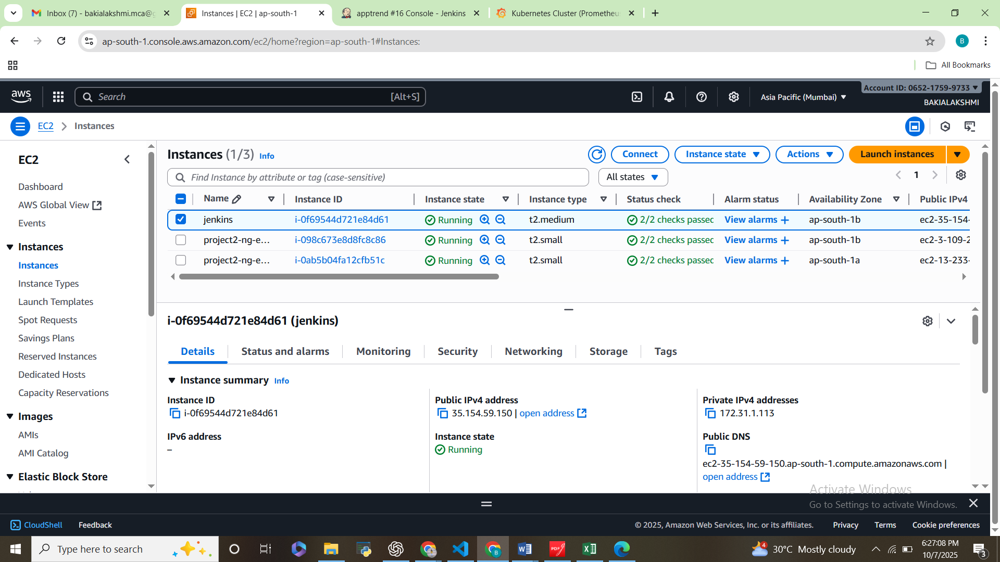 Inbox (7) - bakialakshmi.mca@g
Instances | EC2 | ap-south-1
apptrend #16 Console - Jenkins
Kubernetes Cluster (Prometheus
ap-south-1.console.aws.amazon.com/ec2/home?region=ap-south-1#Instances:
B
All Bookmarks
aws
Search
[Alt+S]
Asia Pacific (Mumbai)
Account ID: 0652-1759-9733
BAKIALAKSHMI
EC2
Instances
EC2
Dashboard
AWS Global View
Events
Instances
Instances
Instance Types
Launch Templates
Spot Requests
Savings Plans
Reserved Instances
Dedicated Hosts
Capacity Reservations
Images
AMIs
AMI Catalog
Elastic Block Store
Instances (1/3) Info
Connect
Instance state
Actions
Launch instances
Find Instance by attribute or tag (case-sensitive)
All states
1
Name Instance ID Instance state Instance type Status check Alarm status Availability Zone Public IPv4
jenkins i-0f69544d721e84d61 Running t2.medium 2/2 checks passed View alarms + ap-south-1b ec2-35-154-
project2-ng-e... i-098c673e8d8fc8c86 Running t2.small 2/2 checks passed View alarms + ap-south-1b ec2-3-109-2
project2-ng-e... i-0ab5b04fa12cfb51c Running t2.small 2/2 checks passed View alarms + ap-south-1a ec2-13-233-
i-0f69544d721e84d61 (jenkins)
Details Status and alarms Monitoring Security Networking Storage Tags
Instance summary Info
Instance ID
i-0f69544d721e84d61
Public IPv4 address
35.154.59.150 | open address
Private IPv4 addresses
172.31.1.113
IPv6 address
–
Instance state
Running
Public DNS
ec2-35-154-59-150.ap-south-1.compute.amazonaws.com |
open address
Activate Windows
Go to Settings to activate Windows.
CloudShell
Feedback
© 2025, Amazon Web Services, Inc. or its affiliates.
Privacy
Terms
Cookie preferences
Type here to search
4
30°C Mostly cloudy
6:27:08 PM
10/7/2025
3